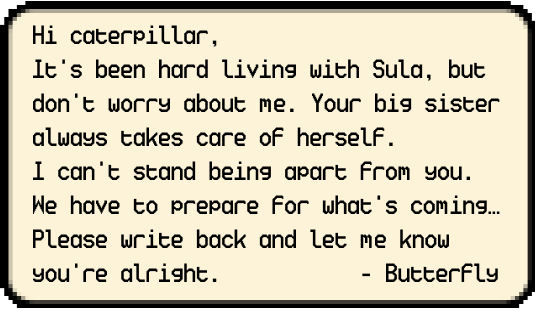 Hi caterpillar,
It's been hard living with Sula, but
don't worry about me. Your big sister
always takes care of herself.
I can't stand being apart from you.
We have to prepare for what's coming…
Please write back and let me know
you're alright. - Butterfly